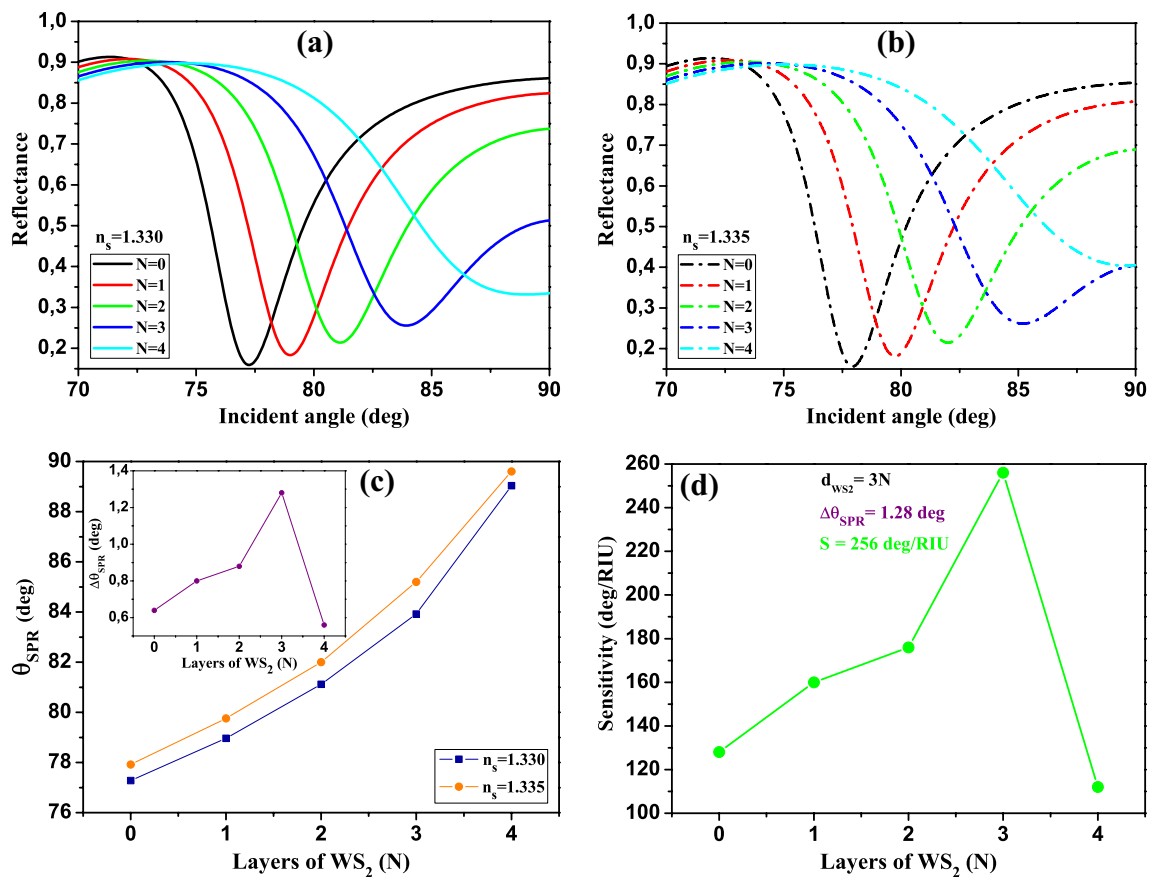 (a)
1,0
0,9
0,8
0,7
0,6
0,5
0,4
0,3
0,2
Reflectance
n_s=1.330
N=0
N=1
N=2
N=3
N=4
70 75 80 85 90
Incident angle (deg)
(b)
1,0
0,9
0,8
0,7
0,6
0,5
0,4
0,3
0,2
Reflectance
n_s=1.335
N=0
N=1
N=2
N=3
N=4
70 75 80 85 90
Incident angle (deg)
(c)
90
88
86
84
82
80
78
76
θ_SPR (deg)
1,4
1,2
1,0
0,8
0,6
Δθ_SPR (deg)
0 1 2 3 4
Layers of WS₂ (N)
n_s=1.330
n_s=1.335
0 1 2 3 4
Layers of WS₂ (N)
(d)
260
240
220
200
180
160
140
120
100
Sensitivity (deg/RIU)
d_WS2 = 3N
Δθ_SPR= 1.28 deg
S = 256 deg/RIU
0 1 2 3 4
Layers of WS₂ (N)